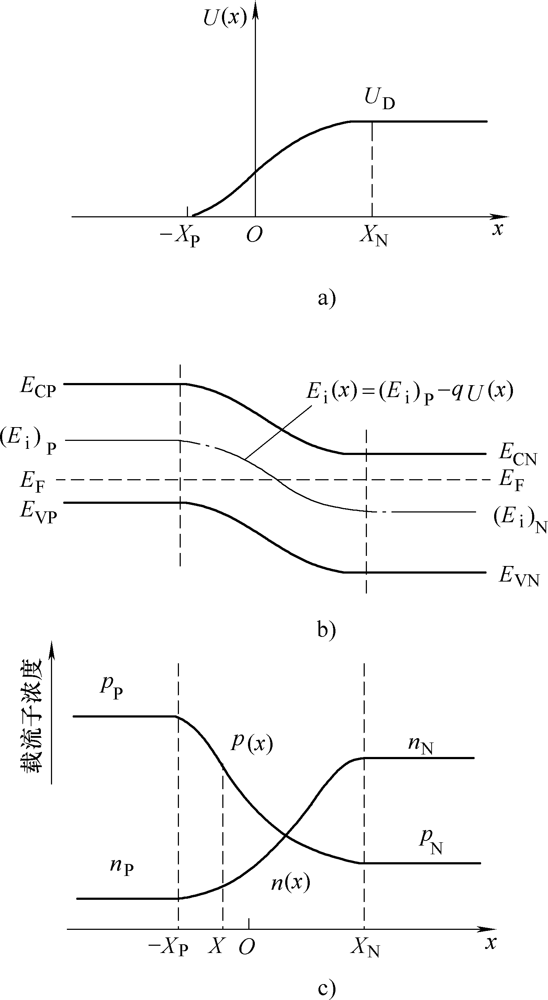 U(x)
U_D
-X_P O X_N x
a)
E_CP
E_i(x)=(E_i)_P-qU(x)
(E_i)_P
E_CN
E_F E_F
E_VP
(E_i)_N
E_VN
b)
载流子浓度
p_P
p(x)
n_N
p_N
n_P
n(x)
-X_P X O X_N x
c)